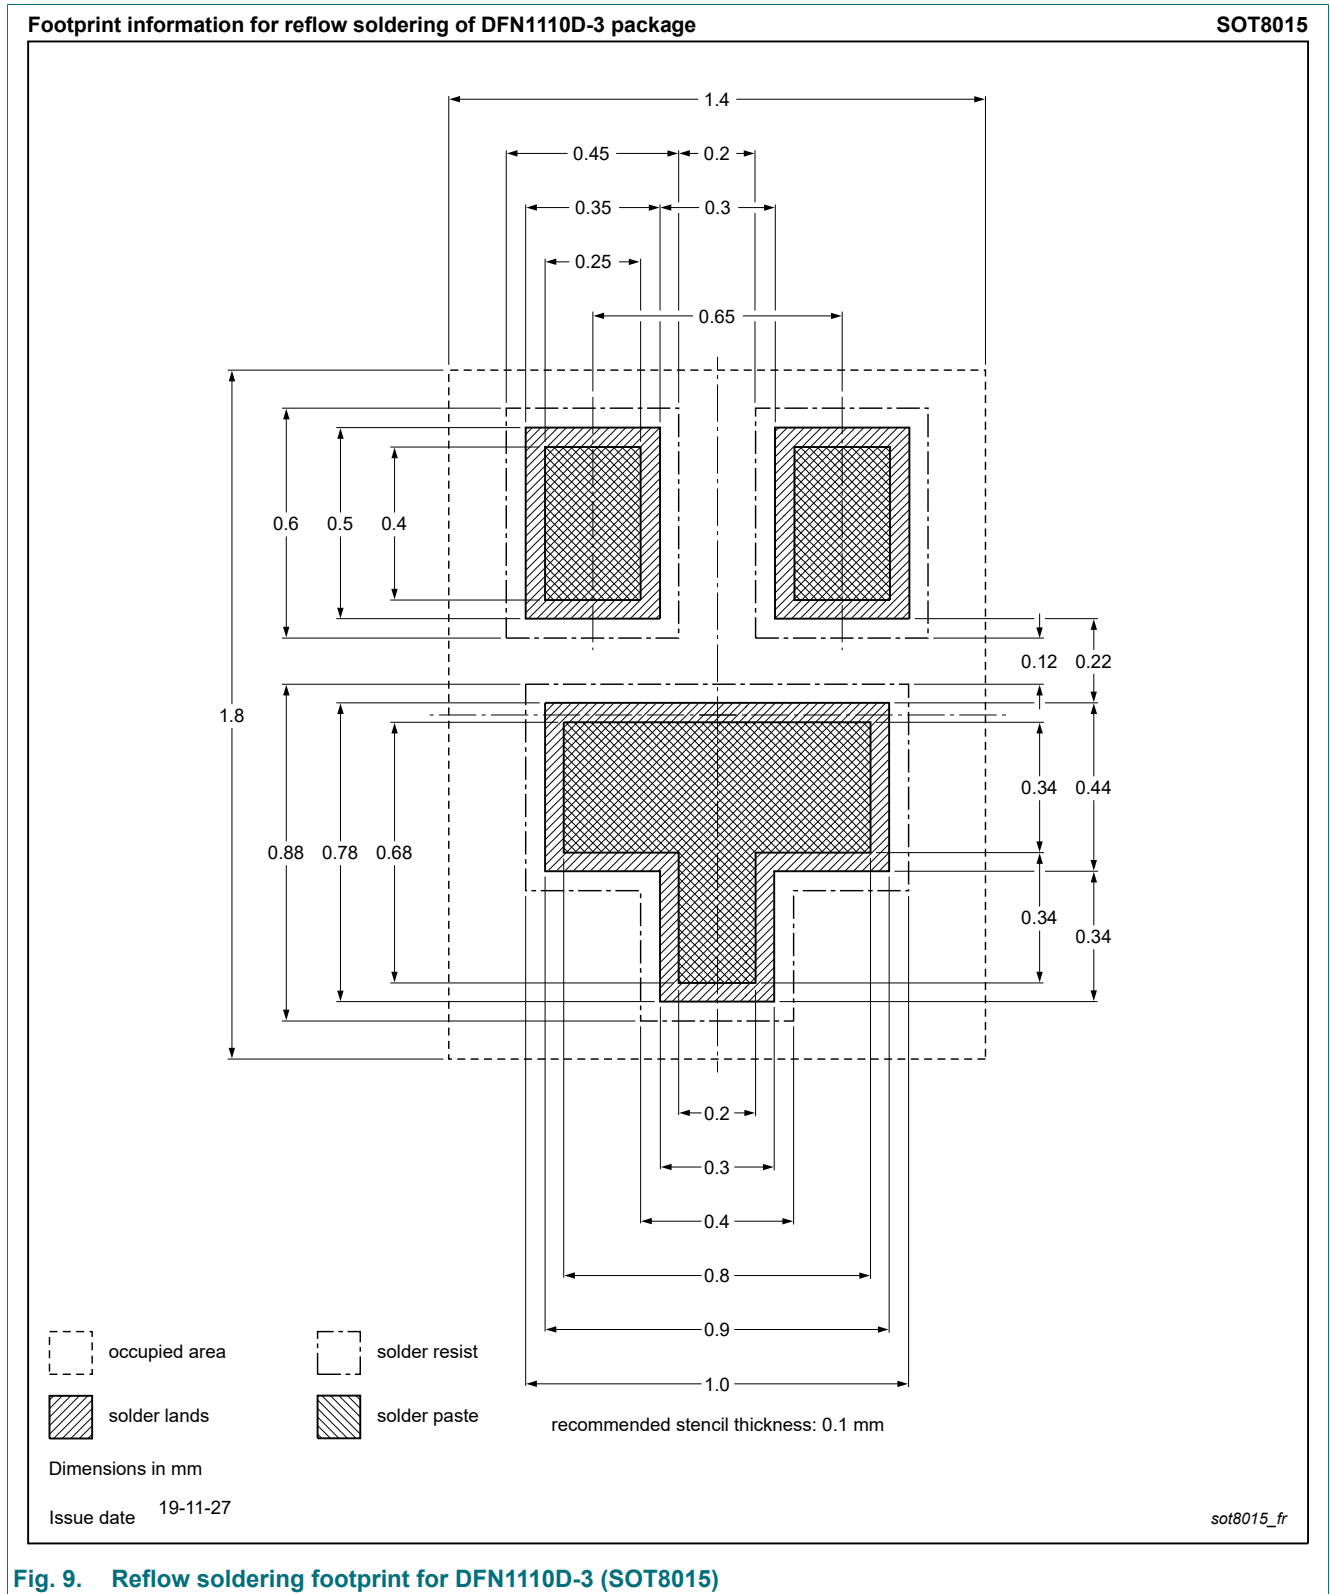 Footprint information for reflow soldering of DFN1110D-3 package SOT8015
1.4
0.45 0.2
0.35 0.3
0.25
0.65
0.6 0.5 0.4
0.12 0.22
1.8
0.34 0.44
0.88 0.78 0.68
0.34
0.34
0.2
0.3
0.4
0.8
0.9
1.0
occupied area solder resist
solder lands solder paste
recommended stencil thickness: 0.1 mm
Dimensions in mm
Issue date 19-11-27
sot8015_fr
Fig. 9. Reflow soldering footprint for DFN1110D-3 (SOT8015)